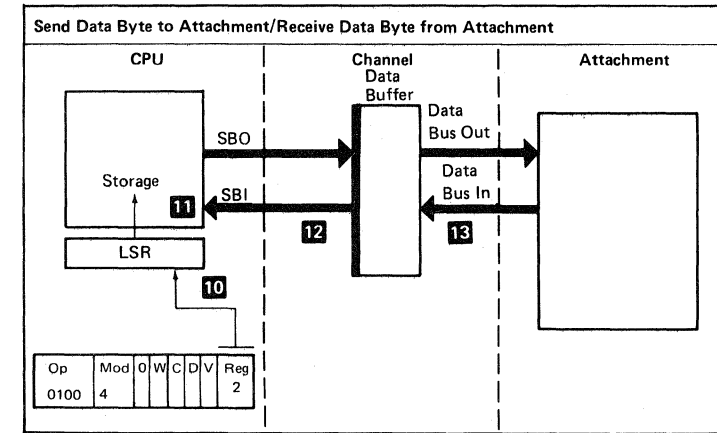 Send Data Byte to Attachment/Receive Data Byte from Attachment
CPU
Channel
Attachment
Data
Buffer
SBO
Data
Bus Out
Storage
11
SBI
12
Data
Bus In
13
LSR
10
Op
Mod
0
W
C
D
V
Reg
0100
4
2